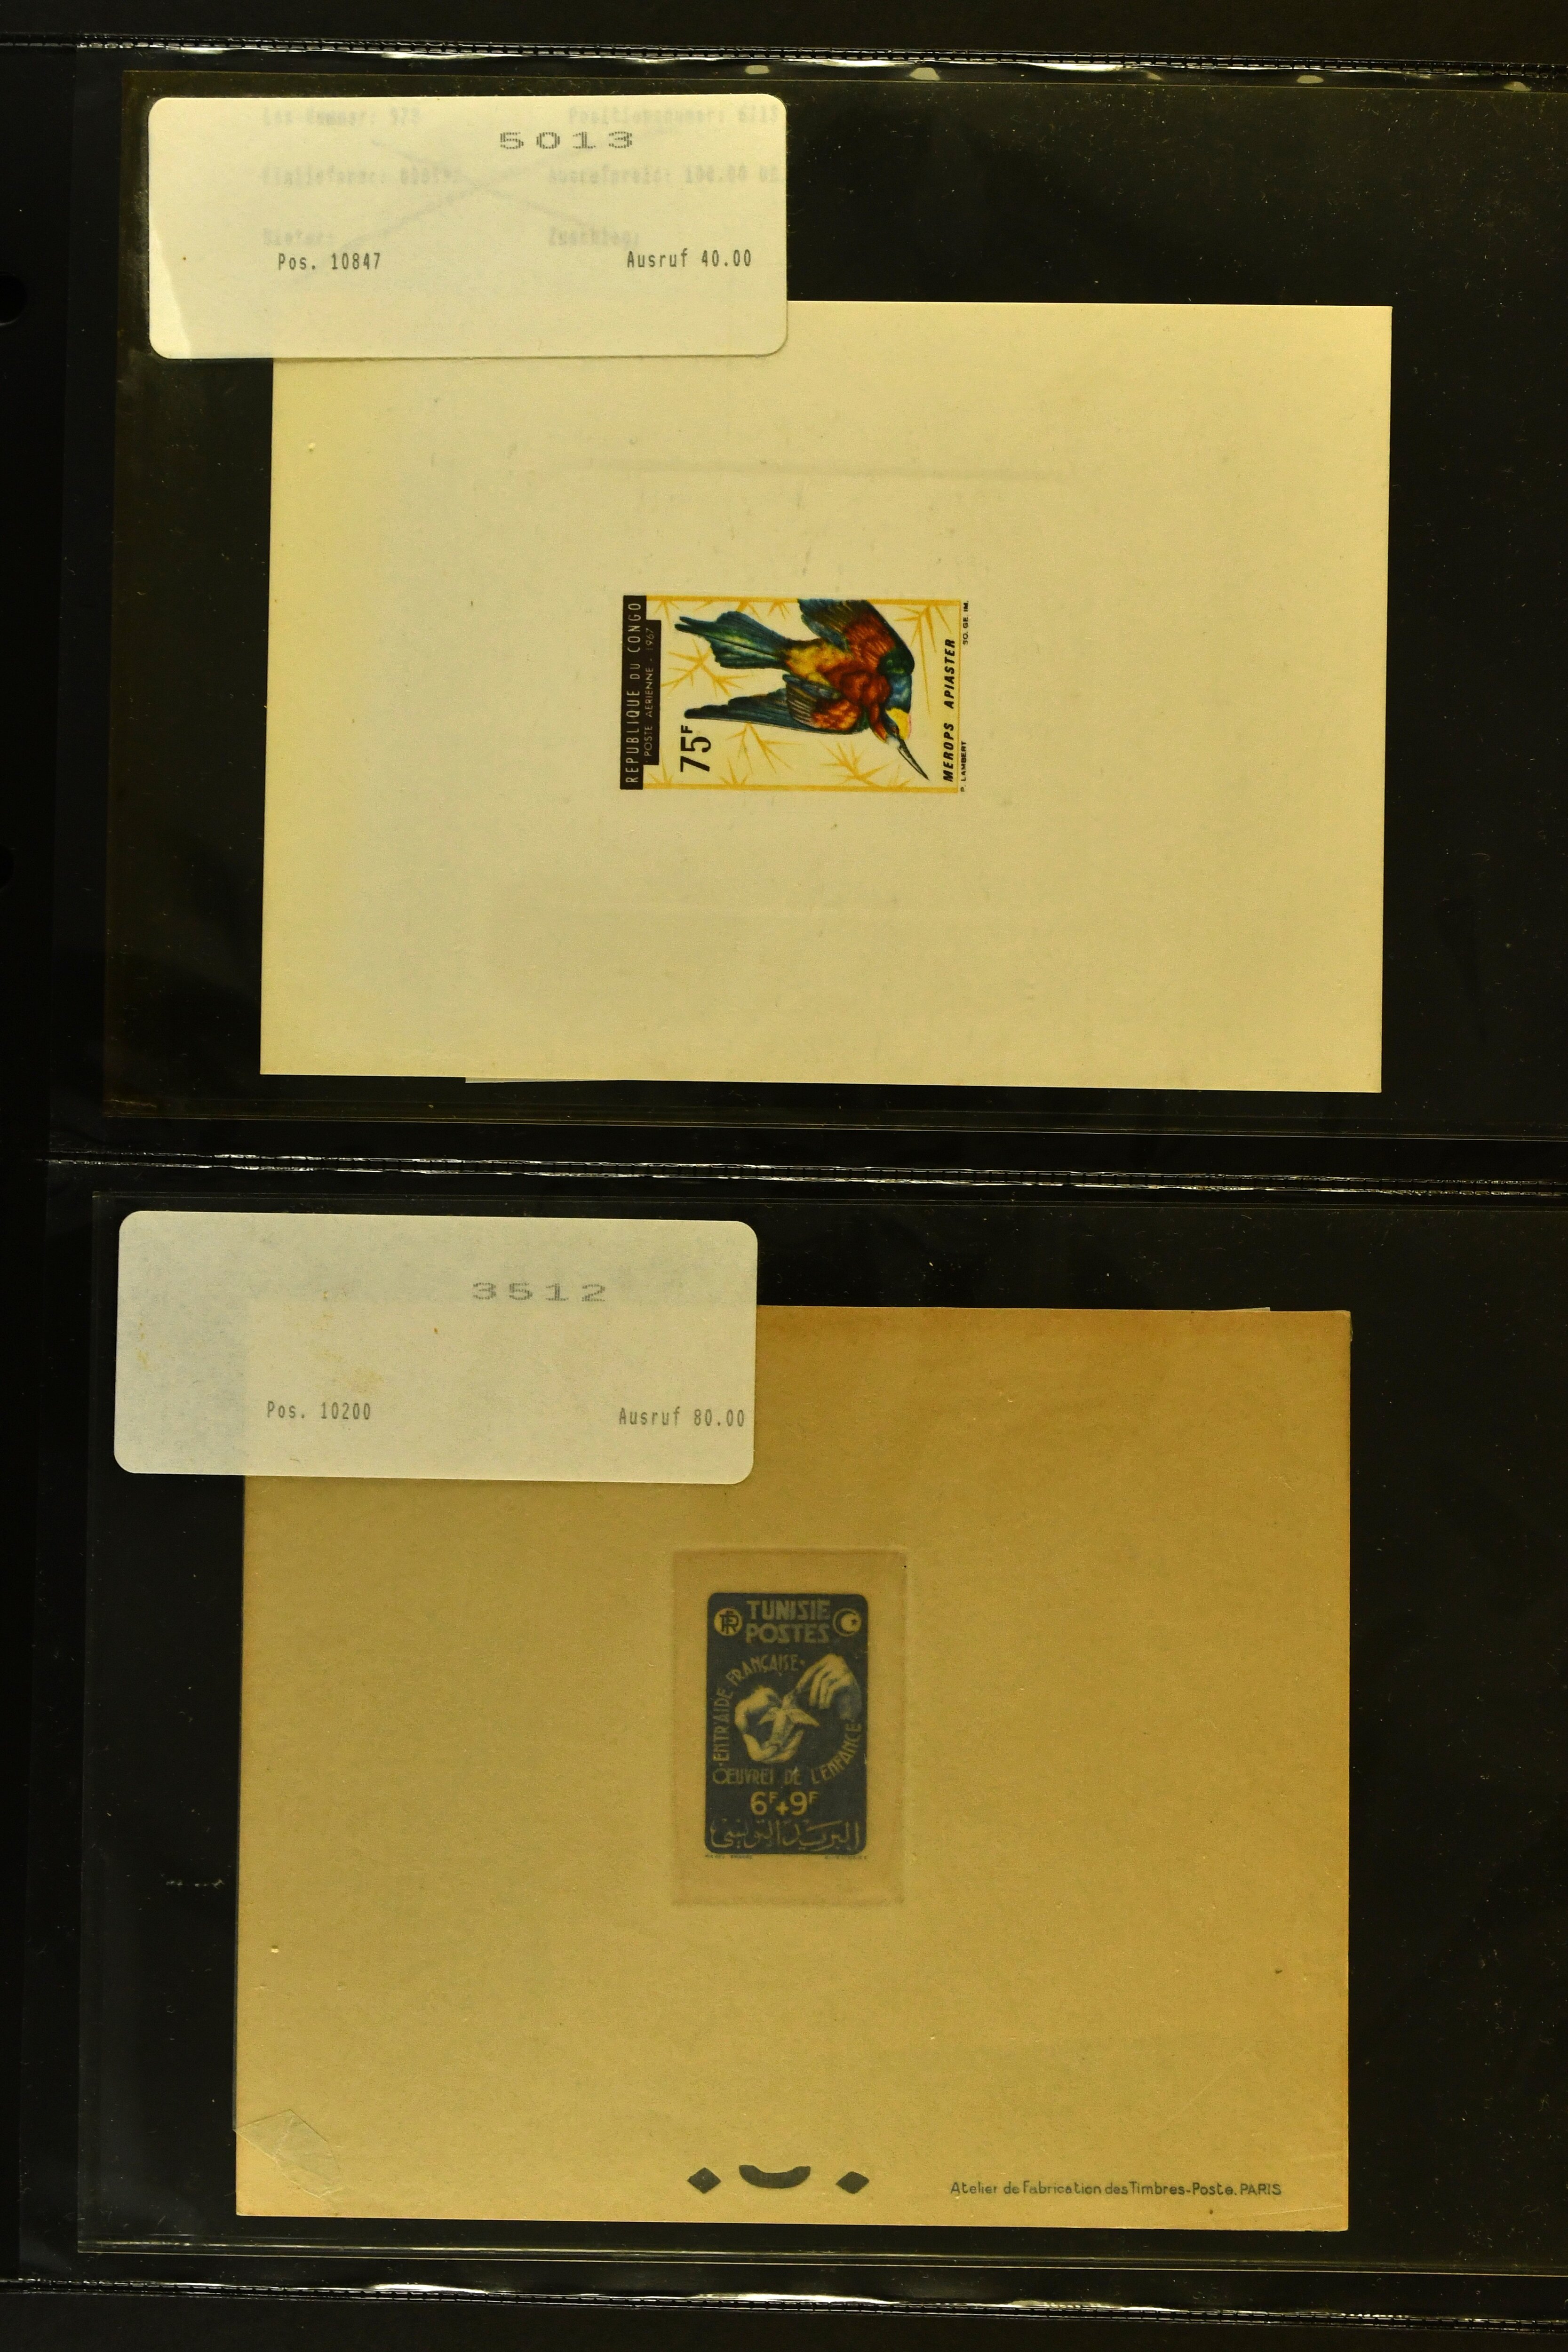 5013
Pos. 10847 Ausruf 40.00
REPUBLIQUE DU CONGO
POSTE AERIENNE - 1967
75F
MEROPS APIASTER
P. LAMBERT SO. GE. IM.
3512
Pos. 10200 Ausruf 80.00
RF
TUNISIE
POSTES
ENTRAIDE FRANÇAISE
OEUVRES DE L'ENFANCE
6F+9F
البريد التونسي
Atelier de Fabrication des Timbres-Poste. PARIS